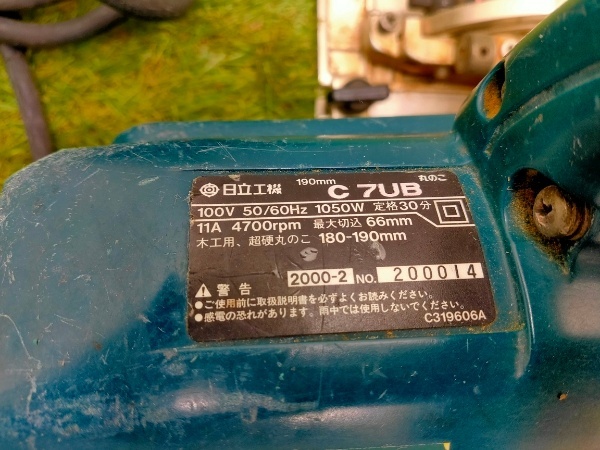 日立工機 190mm C 7UB 丸のこ
100V 50/60Hz 1050W 定格30分
11A 4700rpm 最大切込 66mm
木工用、超硬丸のこ 180-190mm
2000-2 NO. 200014
警告
●ご使用前に取扱説明書を必ずよくお読みください。
●感電の恐れがあります。雨中では使用しないでください。
C319606A